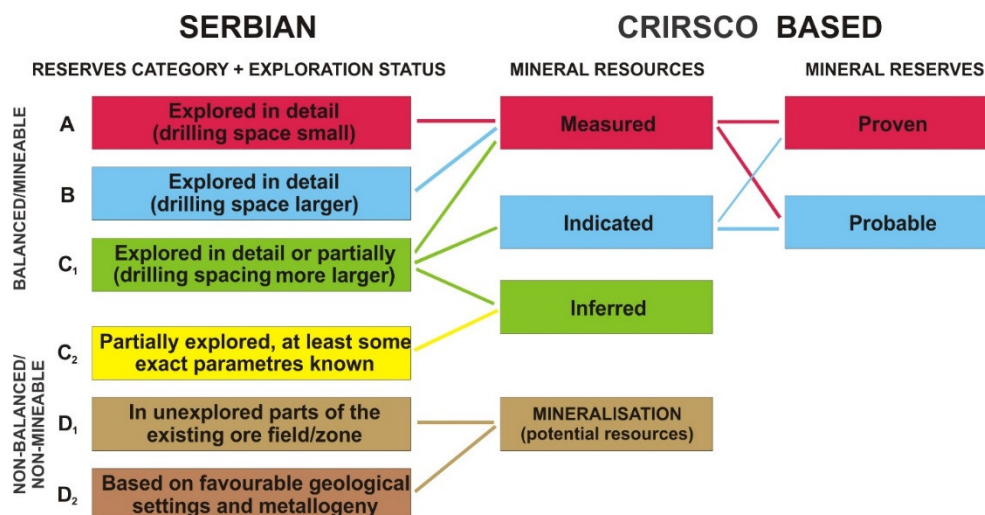 SERBIAN
CRIRSCO BASED
RESERVES CATEGORY + EXPLORATION STATUS
MINERAL RESOURCES
MINERAL RESERVES
BALANCED/MINEABLE
A
Explored in detail
(drilling space small)
Measured
Proven
B
Explored in detail
(drilling space larger)
Indicated
Probable
C₁
Explored in detail or partially
(drilling spacing more larger)
Inferred
NON-BALANCED/
NON-MINEABLE
C₂
Partially explored, at least some
exact parametres known
D₁
In unexplored parts of the
existing ore field/zone
MINERALISATION
(potential resources)
D₂
Based on favourable geological
settings and metallogeny